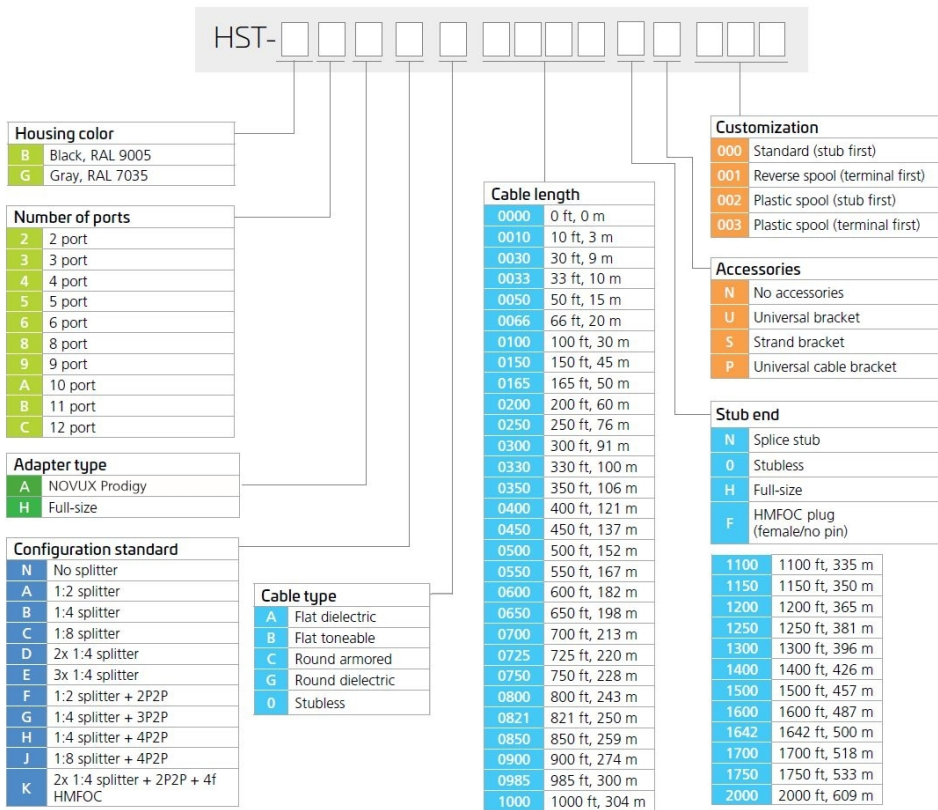 HST-
Housing color
B Black, RAL 9005
G Gray, RAL 7035
Number of ports
2 2 port
3 3 port
4 4 port
5 5 port
6 6 port
8 8 port
9 9 port
A 10 port
B 11 port
C 12 port
Adapter type
A NOVUX Prodigy
H Full-size
Configuration standard
N No splitter
A 1:2 splitter
B 1:4 splitter
C 1:8 splitter
D 2x 1:4 splitter
E 3x 1:4 splitter
F 1:2 splitter + 2P2P
G 1:4 splitter + 3P2P
H 1:4 splitter + 4P2P
J 1:8 splitter + 4P2P
K 2x 1:4 splitter + 2P2P + 4f
HMFOC
Cable type
A Flat dielectric
B Flat toneable
C Round armored
G Round dielectric
0 Stubless
Cable length
0000 0 ft, 0 m
0010 10 ft, 3 m
0030 30 ft, 9 m
0033 33 ft, 10 m
0050 50 ft, 15 m
0066 66 ft, 20 m
0100 100 ft, 30 m
0150 150 ft, 45 m
0165 165 ft, 50 m
0200 200 ft, 60 m
0250 250 ft, 76 m
0300 300 ft, 91 m
0330 330 ft, 100 m
0350 350 ft, 106 m
0400 400 ft, 121 m
0450 450 ft, 137 m
0500 500 ft, 152 m
0550 550 ft, 167 m
0600 600 ft, 182 m
0650 650 ft, 198 m
0700 700 ft, 213 m
0725 725 ft, 220 m
0750 750 ft, 228 m
0800 800 ft, 243 m
0821 821 ft, 250 m
0850 850 ft, 259 m
0900 900 ft, 274 m
0985 985 ft, 300 m
1000 1000 ft, 304 m
1100 1100 ft, 335 m
1150 1150 ft, 350 m
1200 1200 ft, 365 m
1250 1250 ft, 381 m
1300 1300 ft, 396 m
1400 1400 ft, 426 m
1500 1500 ft, 457 m
1600 1600 ft, 487 m
1642 1642 ft, 500 m
1700 1700 ft, 518 m
1750 1750 ft, 533 m
2000 2000 ft, 609 m
Stub end
N Splice stub
0 Stubless
H Full-size
F HMFOC plug
(female/no pin)
Accessories
N No accessories
U Universal bracket
S Strand bracket
P Universal cable bracket
Customization
000 Standard (stub first)
001 Reverse spool (terminal first)
002 Plastic spool (stub first)
003 Plastic spool (terminal first)